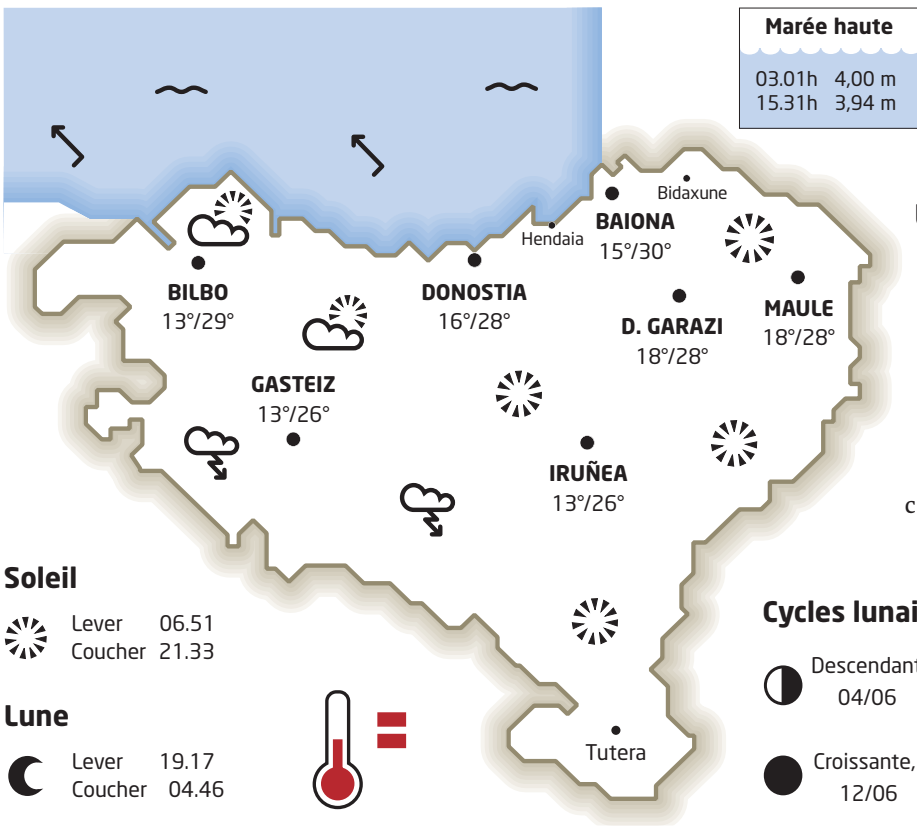 Marée haute
03.01h 4,00 m
15.31h 3,94 m
Bidaxune
BAIONA
15°/30°
Hendaia
BILBO
13°/29°
DONOSTIA
16°/28°
D. GARAZI
18°/28°
MAULE
18°/28°
GASTEIZ
13°/26°
IRUÑEA
13°/26°
c
Soleil
Lever 06.51
Coucher 21.33
Lune
Lever 19.17
Coucher 04.46
Tutera
Cycles lunai
Descendant
04/06
Croissante,
12/06